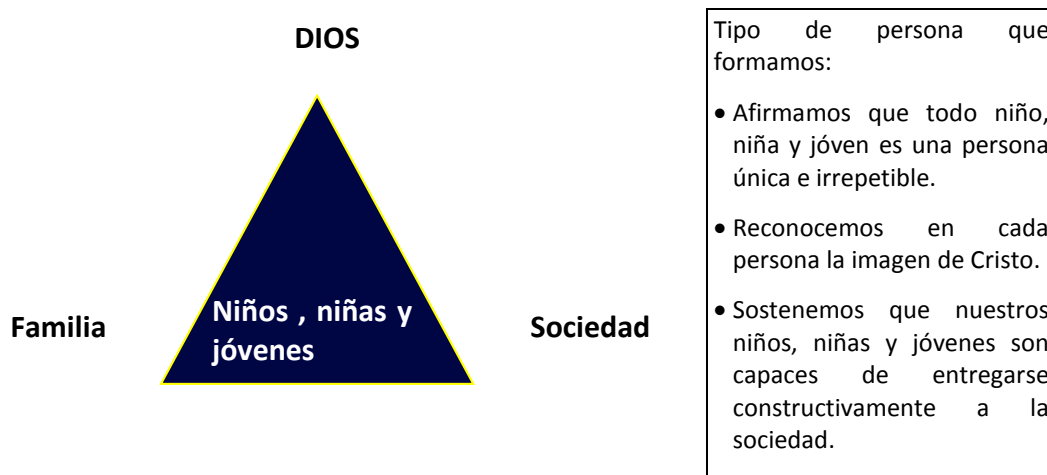 DIOS
Niños , niñas y
jóvenes
Familia
Sociedad
Tipo de persona que
formamos:
• Afirmamos que todo niño,
niña y jóven es una persona
única e irrepetible.
• Reconocemos en cada
persona la imagen de Cristo.
• Sostenemos que nuestros
niños, niñas y jóvenes son
capaces de entregarse
constructivamente a la
sociedad.